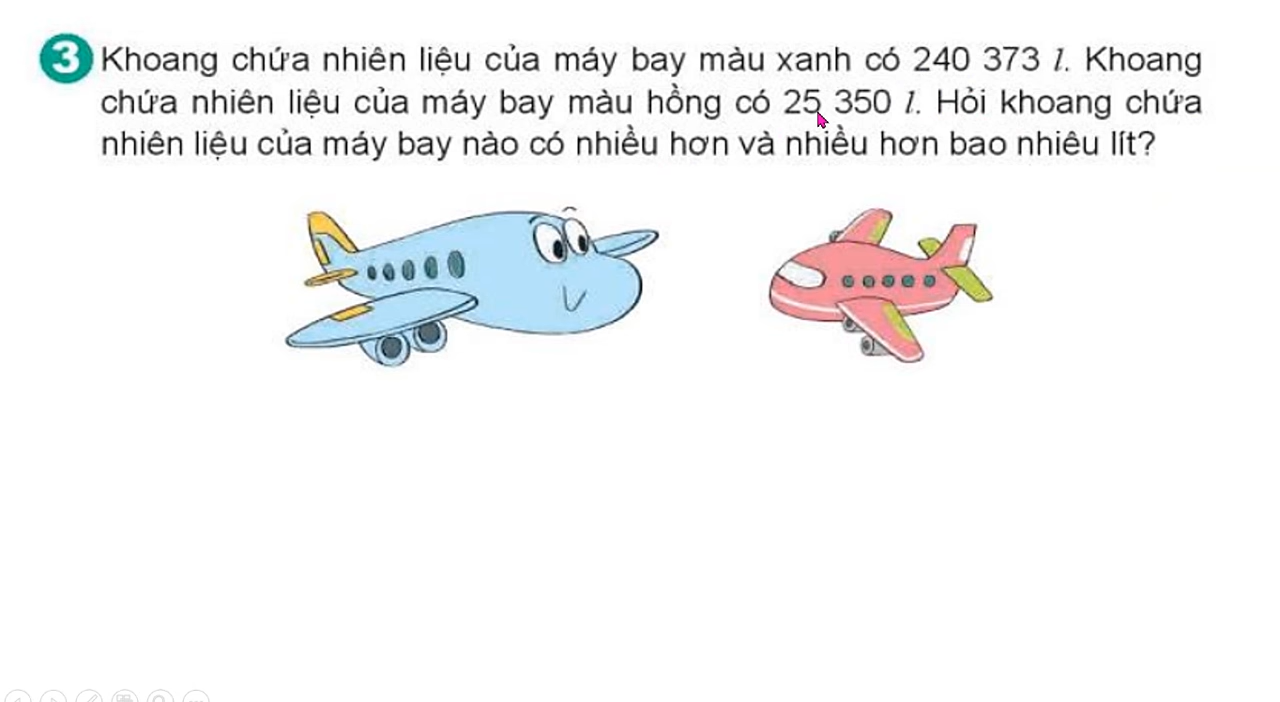 3 Khoang chứa nhiên liệu của máy bay màu xanh có 240 373 l. Khoang
chứa nhiên liệu của máy bay màu hồng có 25 350 l. Hỏi khoang chứa
nhiên liệu của máy bay nào có nhiều hơn và nhiều hơn bao nhiêu lít?